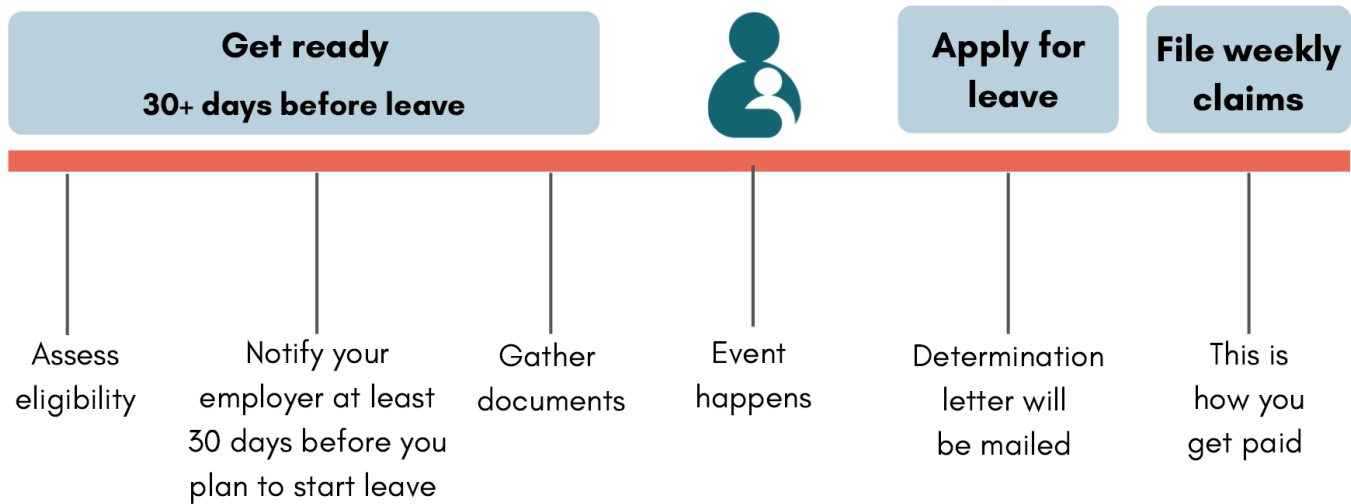 Get ready
30+ days before leave
Apply for
leave
File weekly
claims
Assess
eligibility
Notify your
employer at least
30 days before you
plan to start leave
Gather
documents
Event
happens
Determination
letter will
be mailed
This is
how you
get paid